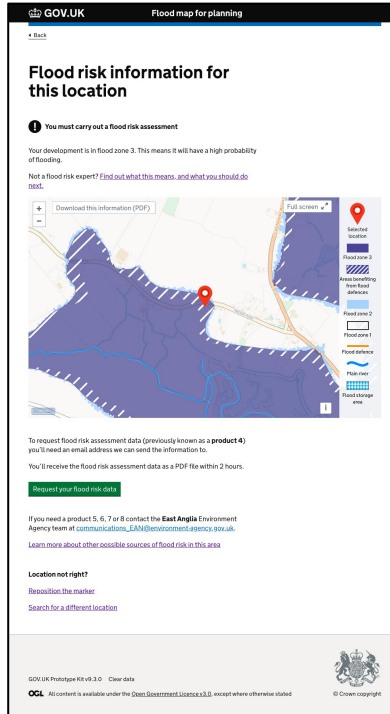 GOV.UK
Flood map for planning
Back
Flood risk information for
this location
! You must carry out a flood risk assessment
Your development is in flood zone 3. This means it will have a high probability
of flooding.
Not a flood risk expert? Find out what this means, and what you should do
next.
+
−
Download this information (PDF)
Full screen
i
Selected
location
Flood zone 3
Areas benefiting
from flood
defences
Flood zone 2
Flood zone 1
Flood defence
Main river
Flood storage
area
To request flood risk assessment data (previously known as a product 4)
you'll need an email address we can send the information to.
You'll receive the flood risk assessment data as a PDF file within 2 hours.
Request your flood risk data
If you need a product 5, 6, 7 or 8 contact the East Anglia Environment
Agency team at communications_EAN@environment-agency.gov.uk.
Learn more about other possible sources of flood risk in this area
Location not right?
Reposition the marker
Search for a different location
GOV.UK Prototype Kit v9.3.0 Clear data
OGL All content is available under the Open Government Licence v3.0, except where otherwise stated
© Crown copyright